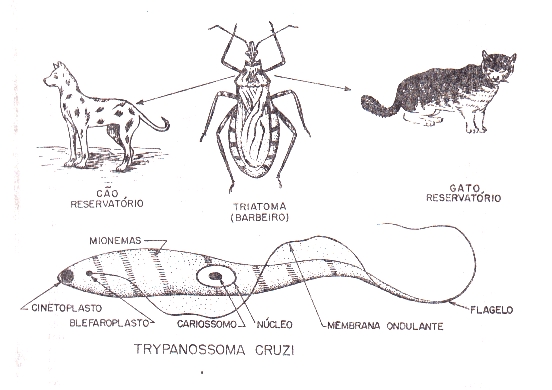 CÃO
RESERVATÓRIO
TRIATOMA
(BARBEIRO)
GATO
RESERVATÓRIO
MIONEMAS
CINETOPLASTO
BLEFAROPLASTO
CARIOSSOMO
NÚCLEO
MEMBRANA ONDULANTE
FLAGELO
TRYPANOSSOMA CRUZI